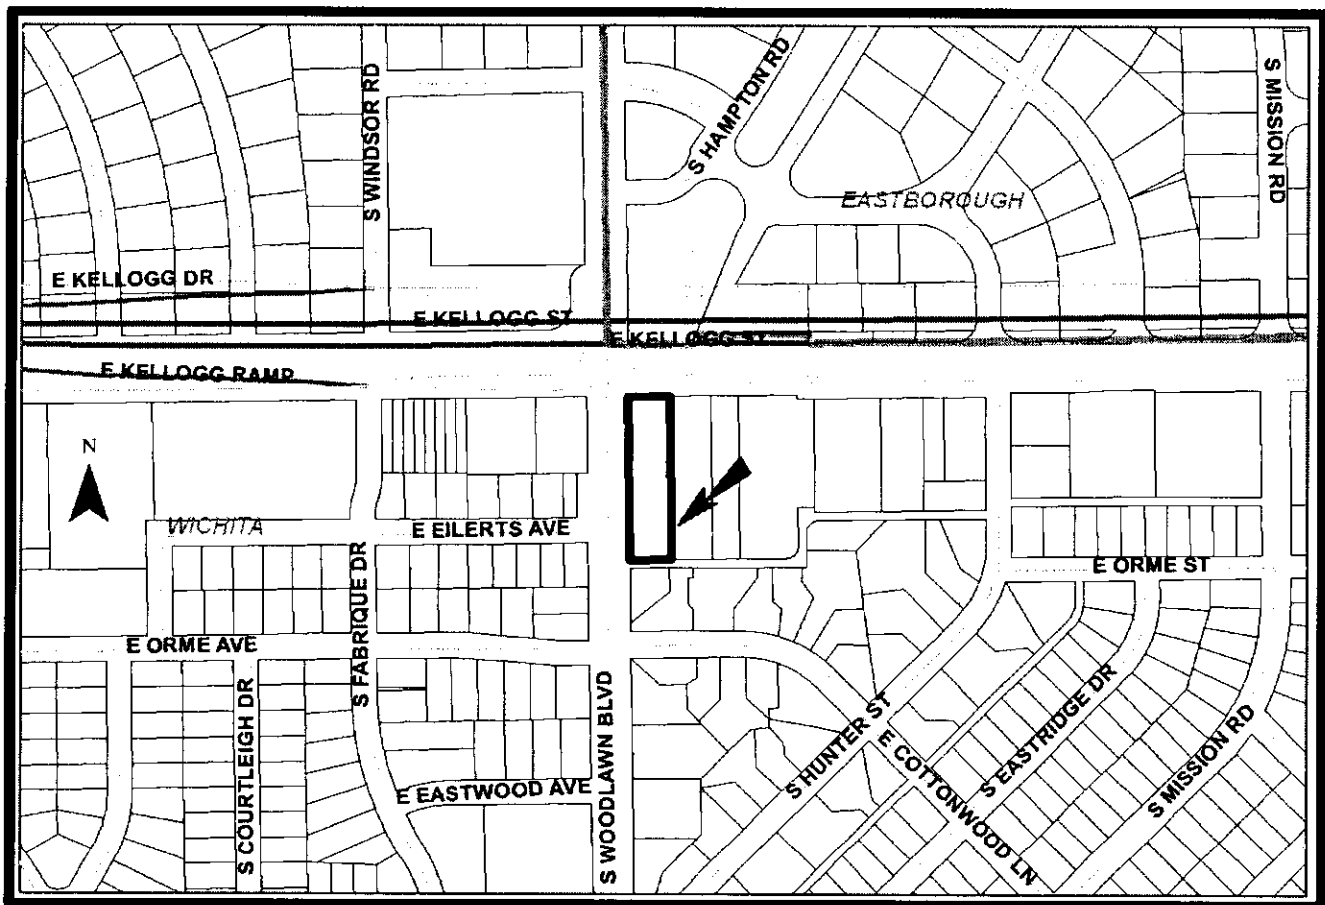 S WINDSOR RD
S HAMPTON RD
S MISSION RD
EASTBOROUGH
E KELLOGG DR
E KELLOGG ST
E KELLOGG ST
E KELLOGG RAMP
N
WICHITA
E EILERTS AVE
S FABRIQUE DR
E ORME ST
E ORME AVE
S COURTLEIGH DR
S WOODLAWN BLVD
S HUNTER ST
E COTTONWOOD LN
S EASTRIDGE DR
S MISSION RD
E EASTWOOD AVE